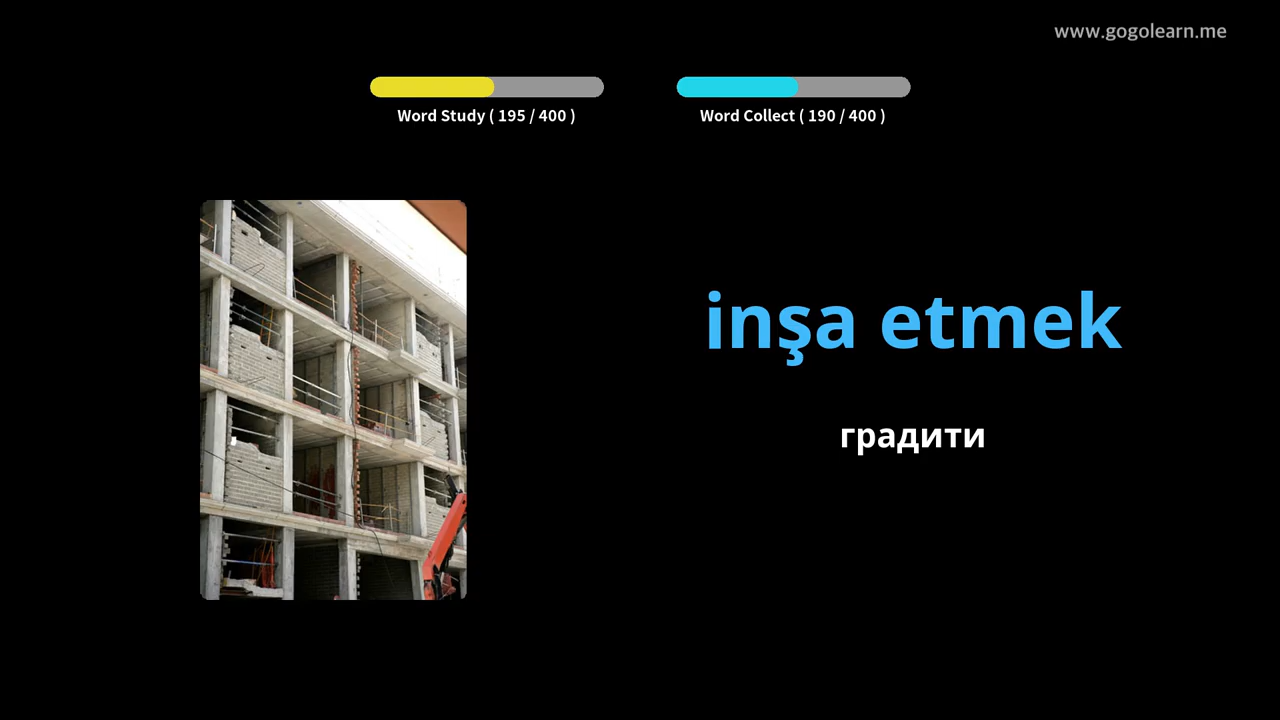 www.gogolearn.me
Word Study ( 195 / 400 )
Word Collect ( 190 / 400 )
inşa etmek
градити